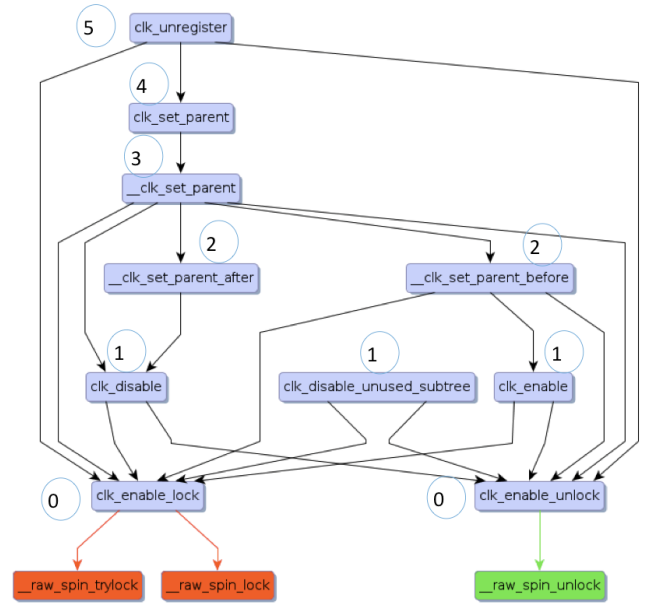 5
clk_unregister
4
clk_set_parent
3
__clk_set_parent
2
2
__clk_set_parent_after
__clk_set_parent_before
1
1
1
clk_disable
clk_disable_unused_subtree
clk_enable
0
clk_enable_lock
0
clk_enable_unlock
__raw_spin_trylock
__raw_spin_lock
__raw_spin_unlock